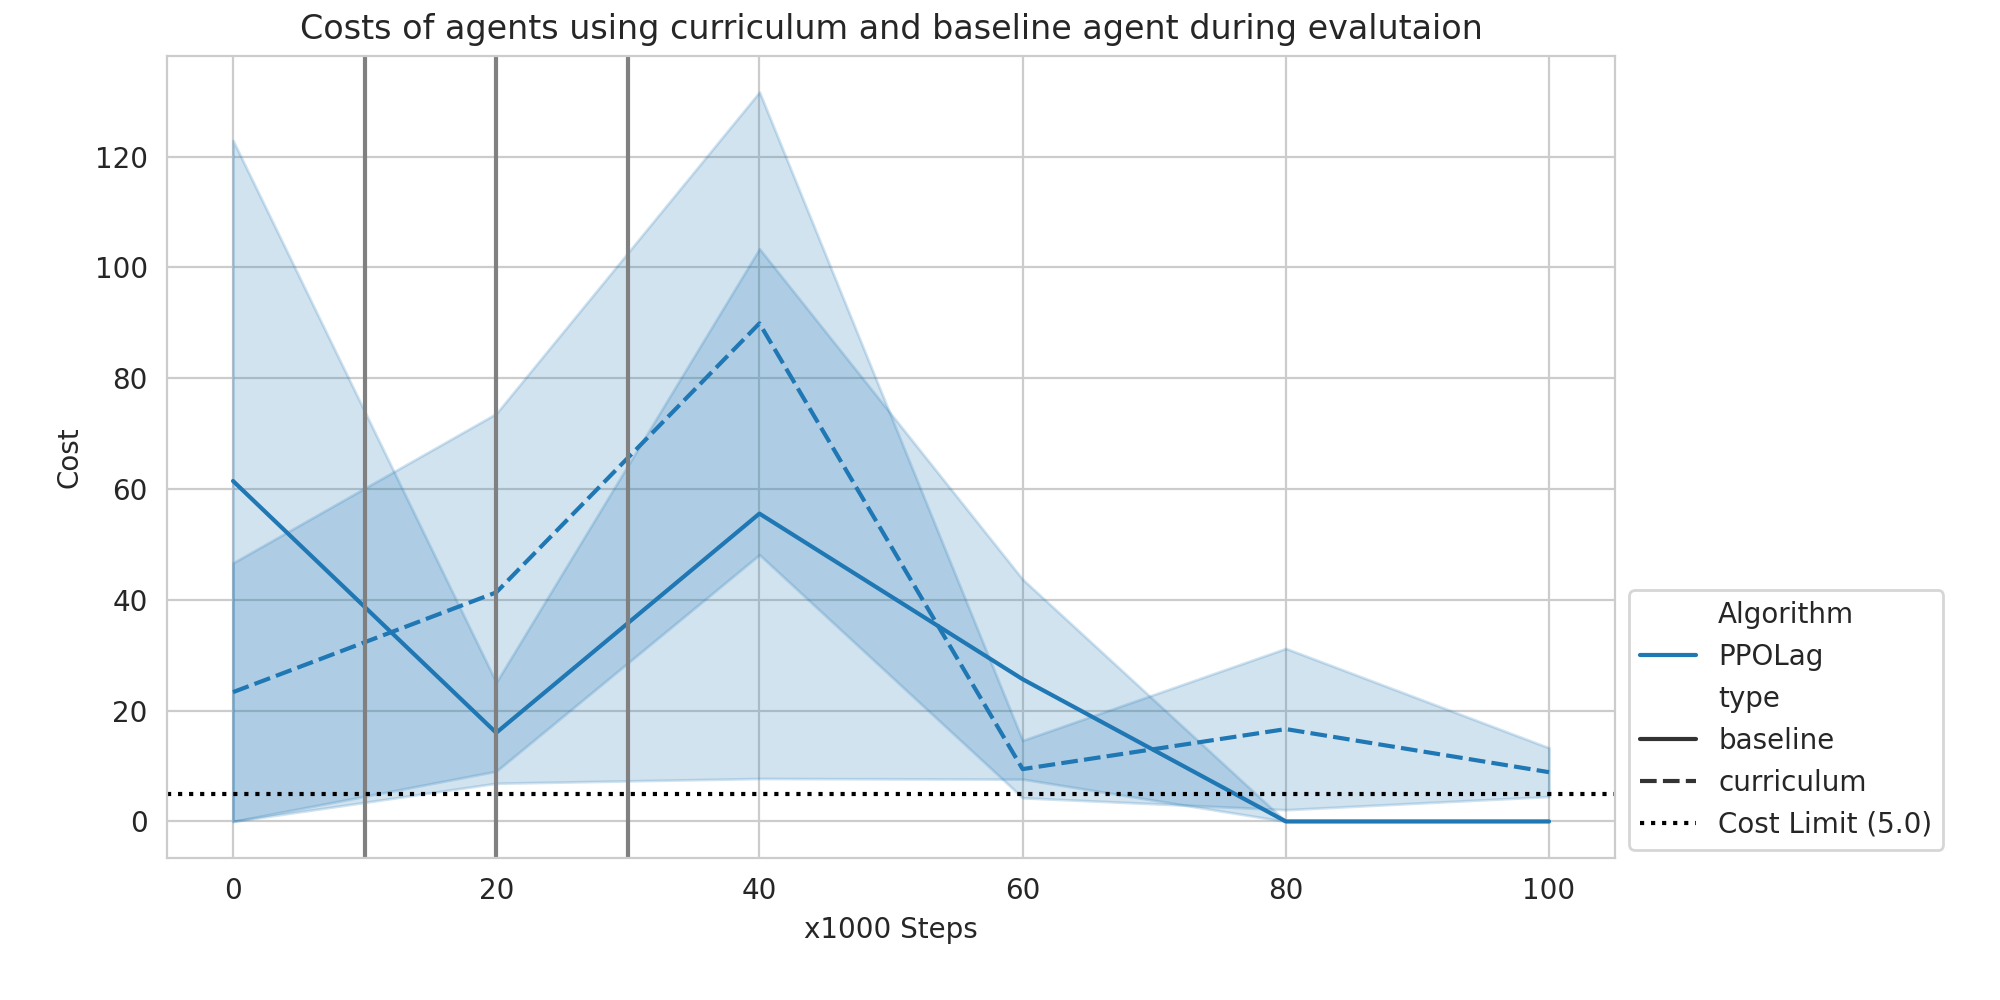 Costs of agents using curriculum and baseline agent during evalutaion
Cost
120
100
80
60
40
20
0
0 20 40 60 80 100
x1000 Steps
Algorithm
PPOLag
type
baseline
curriculum
Cost Limit (5.0)